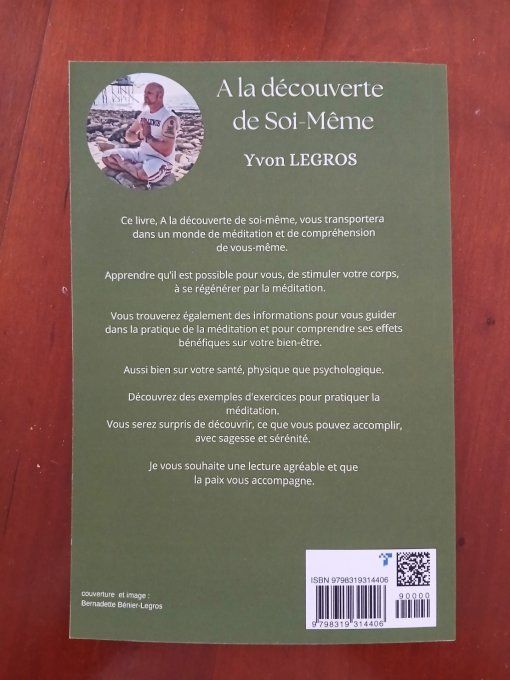 A la découverte
de Soi-Même
Yvon LEGROS
Ce livre, A la découverte de soi-même, vous transportera
dans un monde de méditation et de compréhension
de vous-même.
Apprendre qu'il est possible pour vous, de stimuler votre corps,
à se régénérer par la méditation.
Vous trouverez également des informations pour vous guider
dans la pratique de la méditation et pour comprendre ses effets
bénéfiques sur votre bien-être.
Aussi bien sur votre santé, physique que psychologique.
Découvrez des exemples d'exercices pour pratiquer la
méditation.
Vous serez surpris de découvrir, ce que vous pouvez accomplir,
avec sagesse et sérénité.
Je vous souhaite une lecture agréable et que
la paix vous accompagne.
couverture et image :
Bernadette Bénier-Legros
ISBN 9798319314406
90000
9 798319 314406